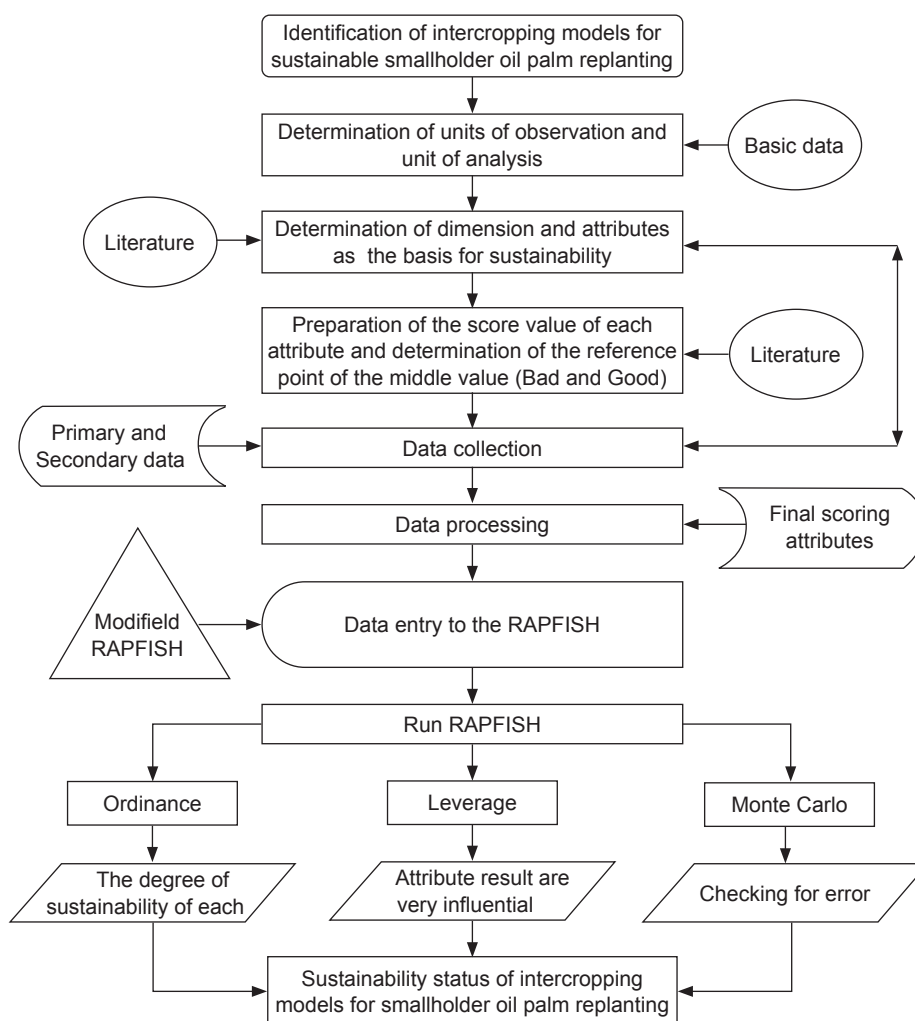 Identification of intercropping models for
sustainable smallholder oil palm replanting
Determination of units of observation and
unit of analysis
Basic data
Literature
Determination of dimension and attributes
as the basis for sustainability
Preparation of the score value of each
attribute and determination of the reference
point of the middle value (Bad and Good)
Literature
Primary and
Secondary data
Data collection
Data processing
Final scoring
attributes
Modifield
RAPFISH
Data entry to the RAPFISH
Run RAPFISH
Ordinance
Leverage
Monte Carlo
The degree of
sustainability of each
Attribute result are
very influential
Checking for error
Sustainability status of intercropping
models for smallholder oil palm replanting